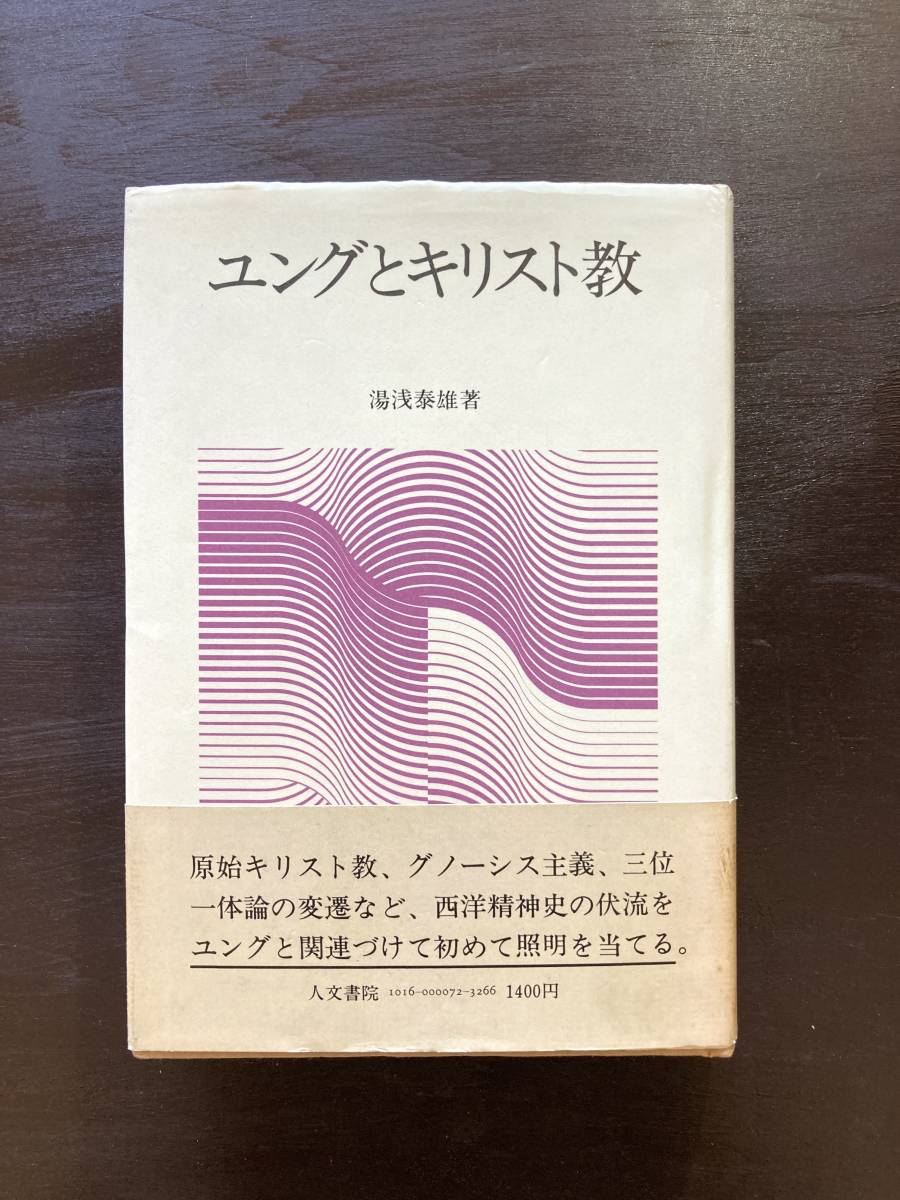 ユングとキリスト教
湯浅泰雄著
原始キリスト教、グノーシス主義、三位
一体論の変遷など、西洋精神史の伏流を
ユングと関連づけて初めて照明を当てる。
人文書院 1016-000072-3266 1400円